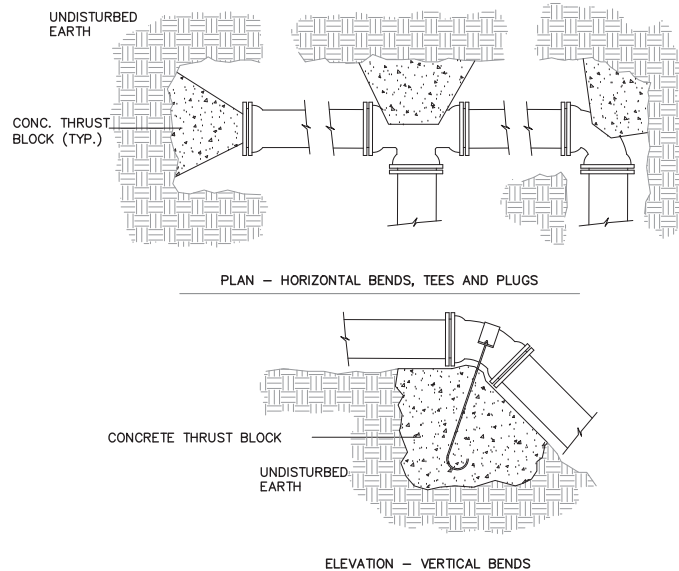 UNDISTURBED
EARTH
CONC. THRUST
BLOCK (TYP.)
PLAN – HORIZONTAL BENDS, TEES AND PLUGS
CONCRETE THRUST BLOCK
UNDISTURBED
EARTH
ELEVATION – VERTICAL BENDS